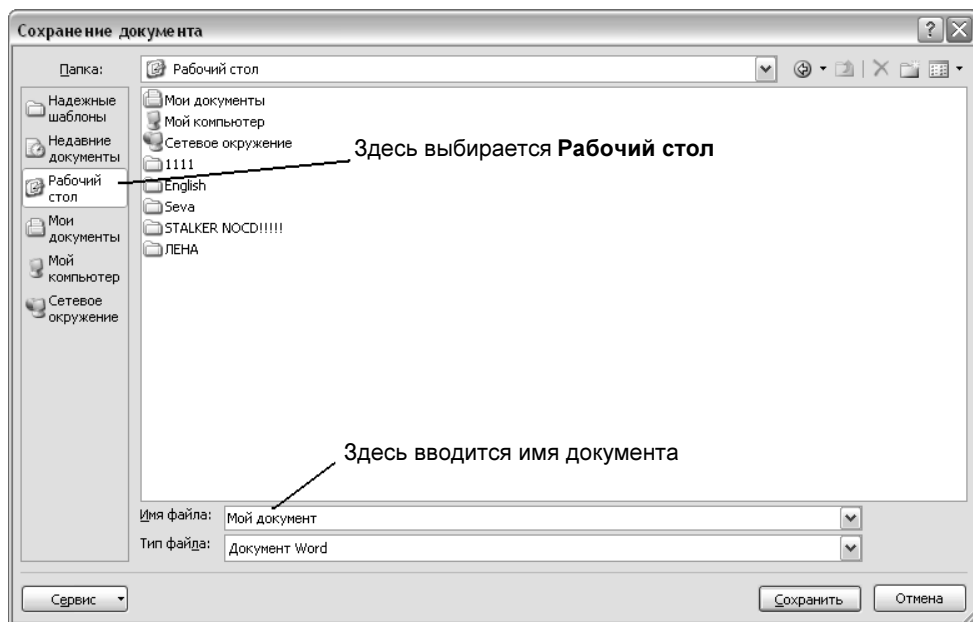 Сохранение документа
Папка:
Рабочий стол
Надежные
шаблоны
Недавние
документы
Рабочий
стол
Мои
документы
Мой
компьютер
Сетевое
окружение
Мои документы
Мой компьютер
Сетевое окружение
1111
English
Seva
STALKER NOCD!!!!!
ЛЕНА
Здесь выбирается Рабочий стол
Здесь вводится имя документа
Имя файла:
Мой документ
Тип файла:
Документ Word
Сервис
Сохранить
Отмена